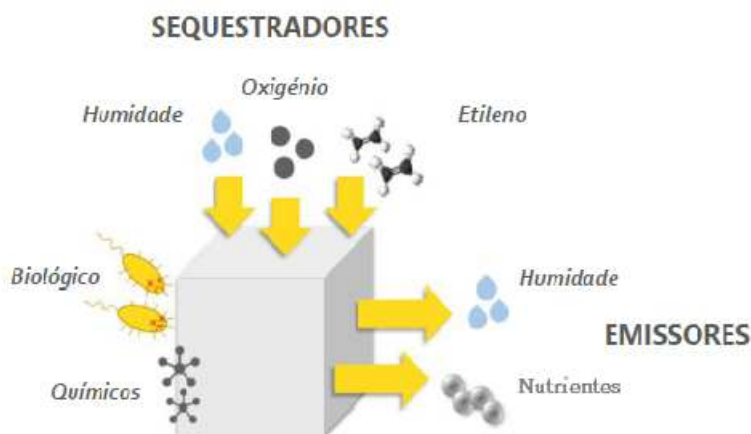 SEQUESTRADORES
Oxigénio
Humidade
Etileno
Biológico
Humidade
EMISSORES
Químicos
Nutrientes